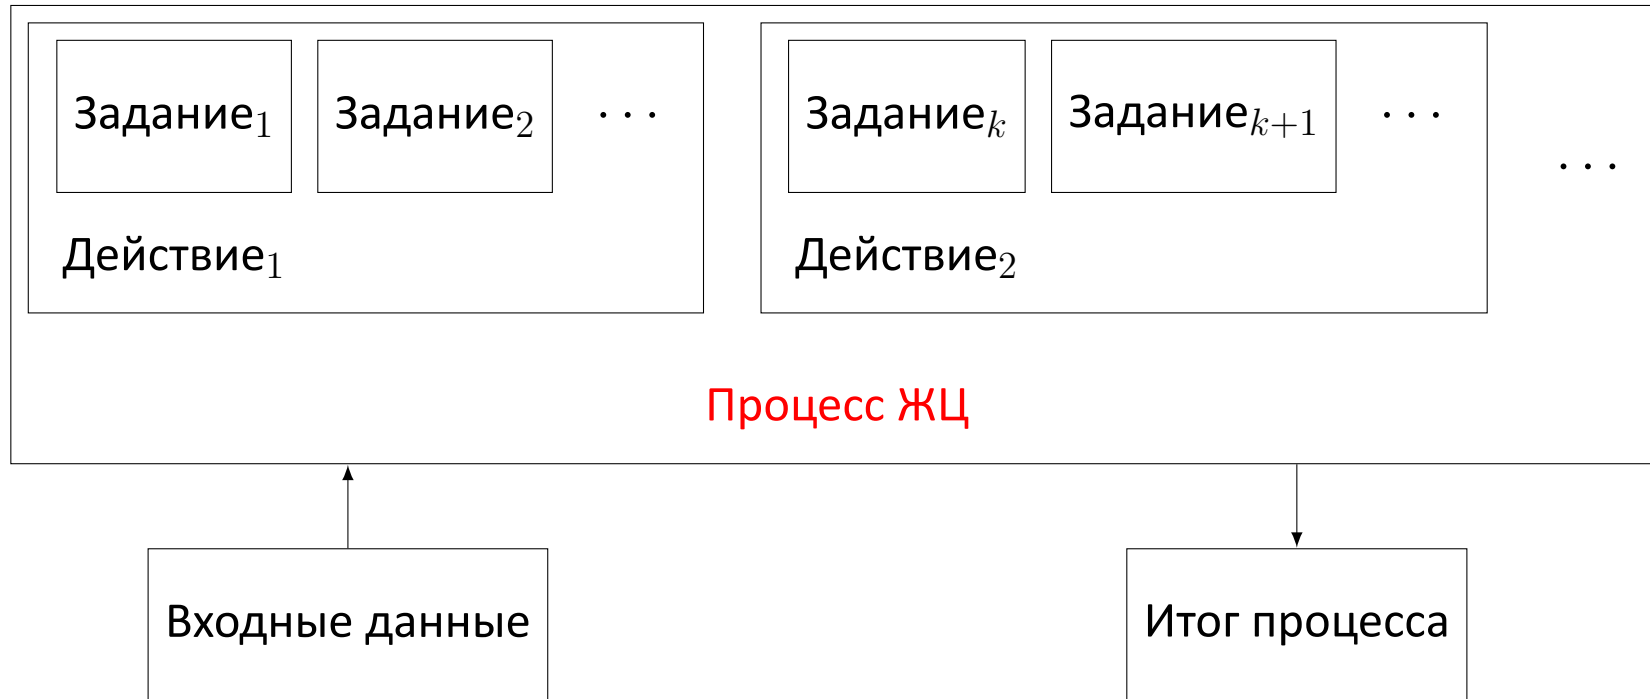 Задание₁ Задание₂ ··· Задание_k Задание_{k+1} ···
···
Действие₁ Действие₂
Процесс ЖЦ
Входные данные Итог процесса